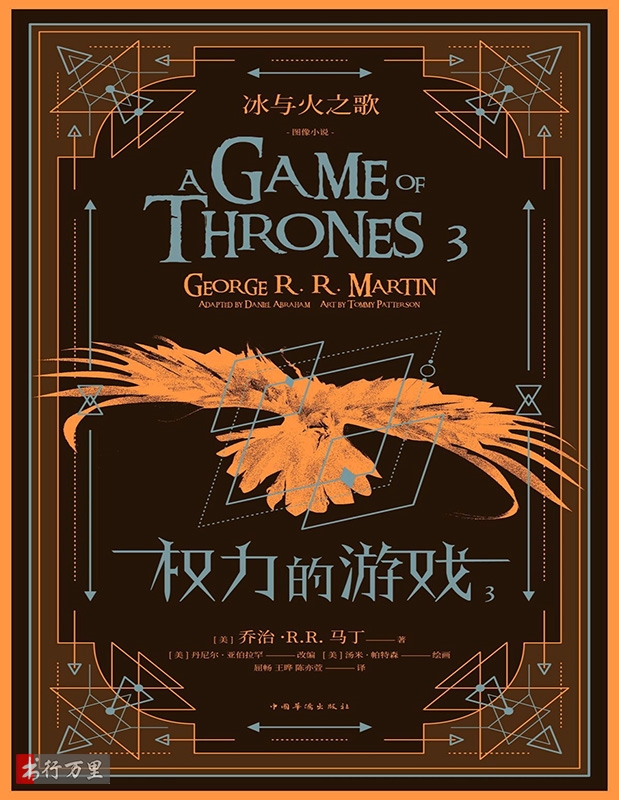 冰与火之歌
- 图像小说 -
A GAME OF
THRONES 3
GEORGE R. R. MARTIN
ADAPTED BY DANIEL ABRAHAM ART BY TOMMY PATTERSON
权力的游戏 3
[美] 乔治·R.R. 马丁——著
[美] 丹尼尔·亚伯拉罕——改编 [美] 汤米·帕特森——绘画
屈畅 王晔 陈亦萱——译
中国华侨出版社
书行万里